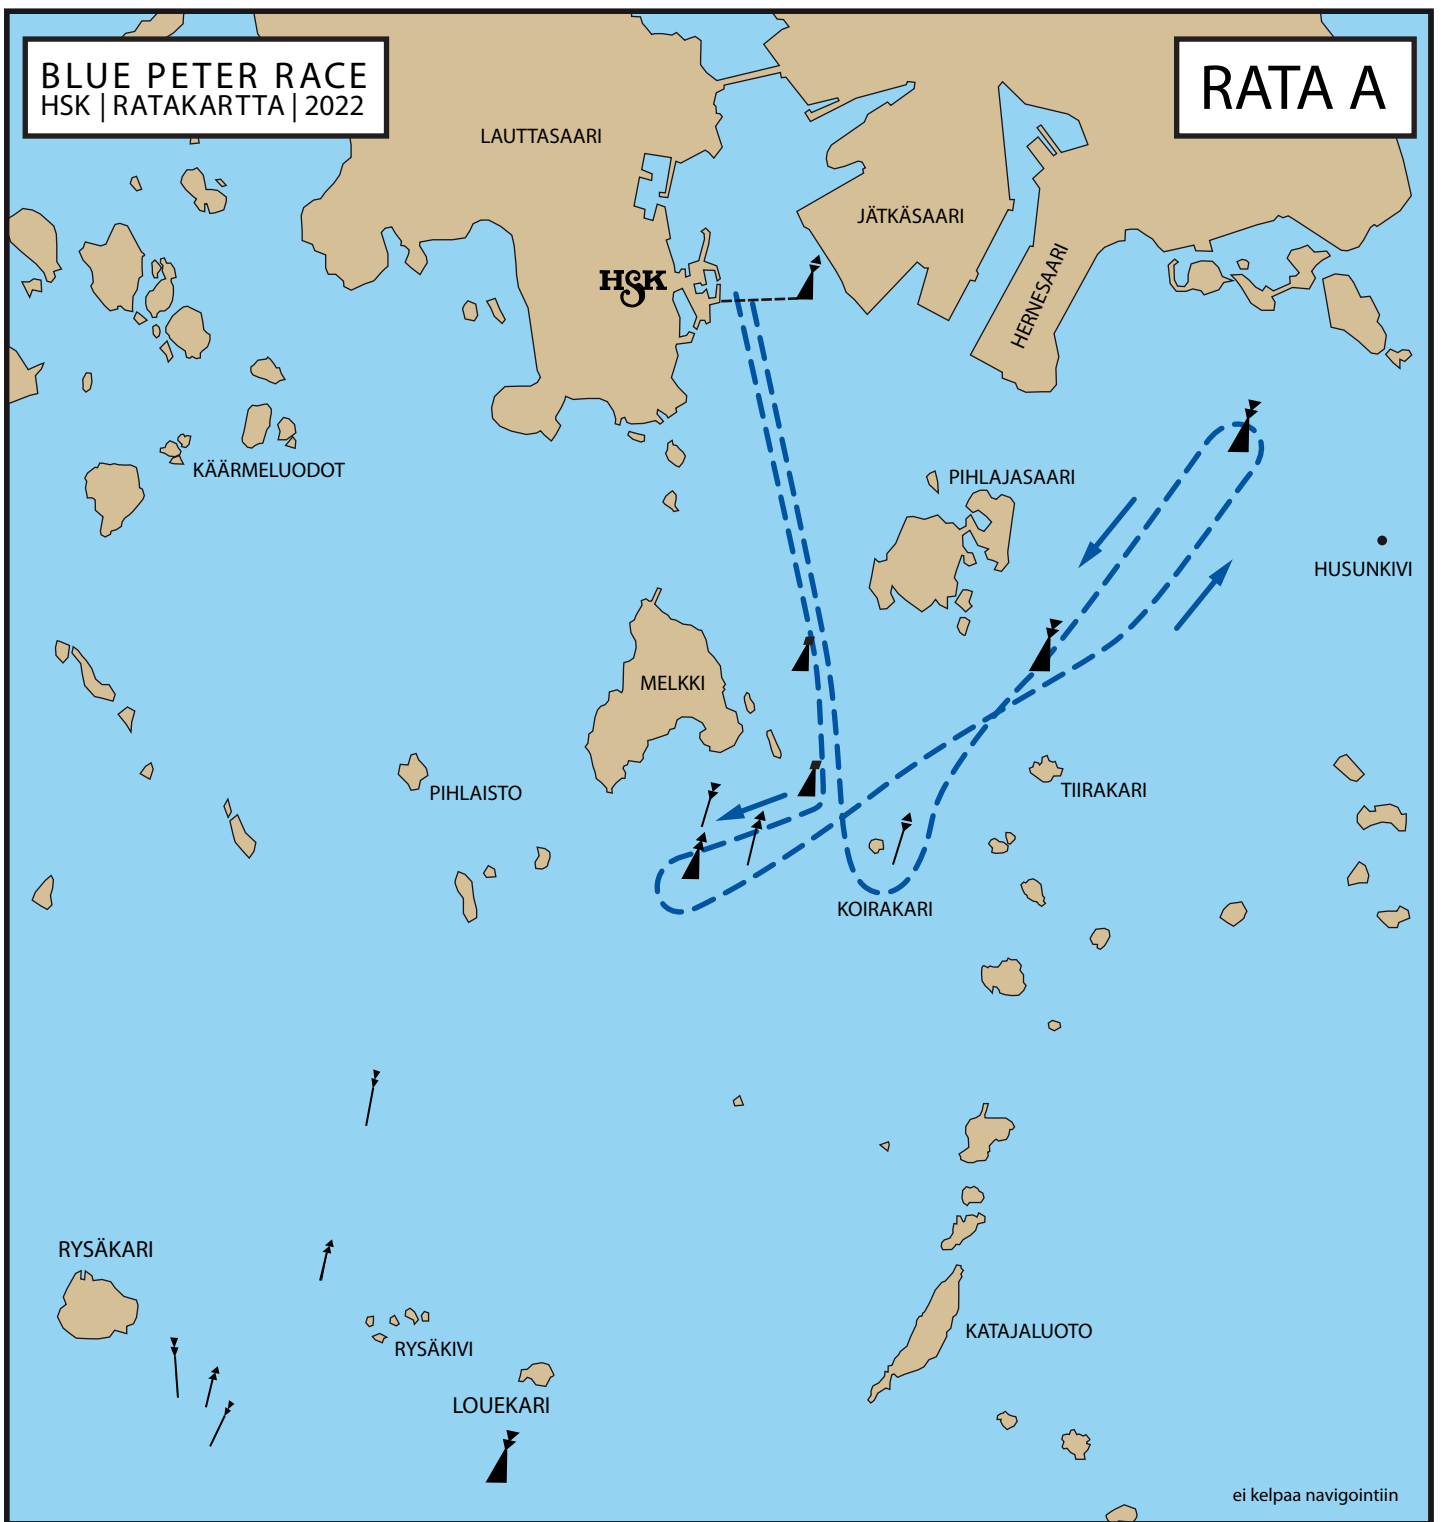 BLUE PETER RACE
HSK | RATAKARTTA | 2022
RATA A
LAUTTASAARI
JÄTKÄSAARI
HSK
HERNESAARI
KÄÄRMELUODOT
PIHLAJASAARI
HUSUNKIVI
MELKKI
PIHLAISTO
TIIRAKARI
KOIRAKARI
RYSÄKARI
RYSÄKIVI
KATAJALUOTO
LOUEKARI
ei kelpaa navigointiin